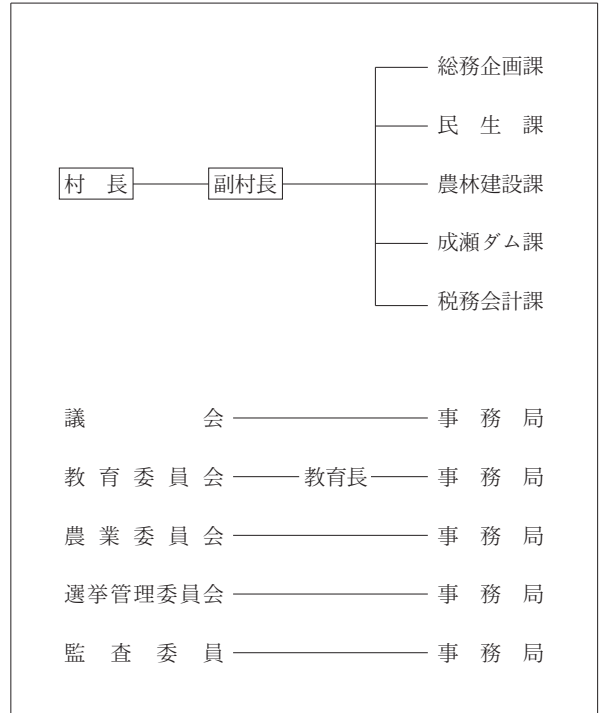 総務企画課
民生課
村長 副村長 農林建設課
成瀬ダム課
税務会計課
議会 事務局
教育委員会 教育長 事務局
農業委員会 事務局
選挙管理委員会 事務局
監査委員 事務局